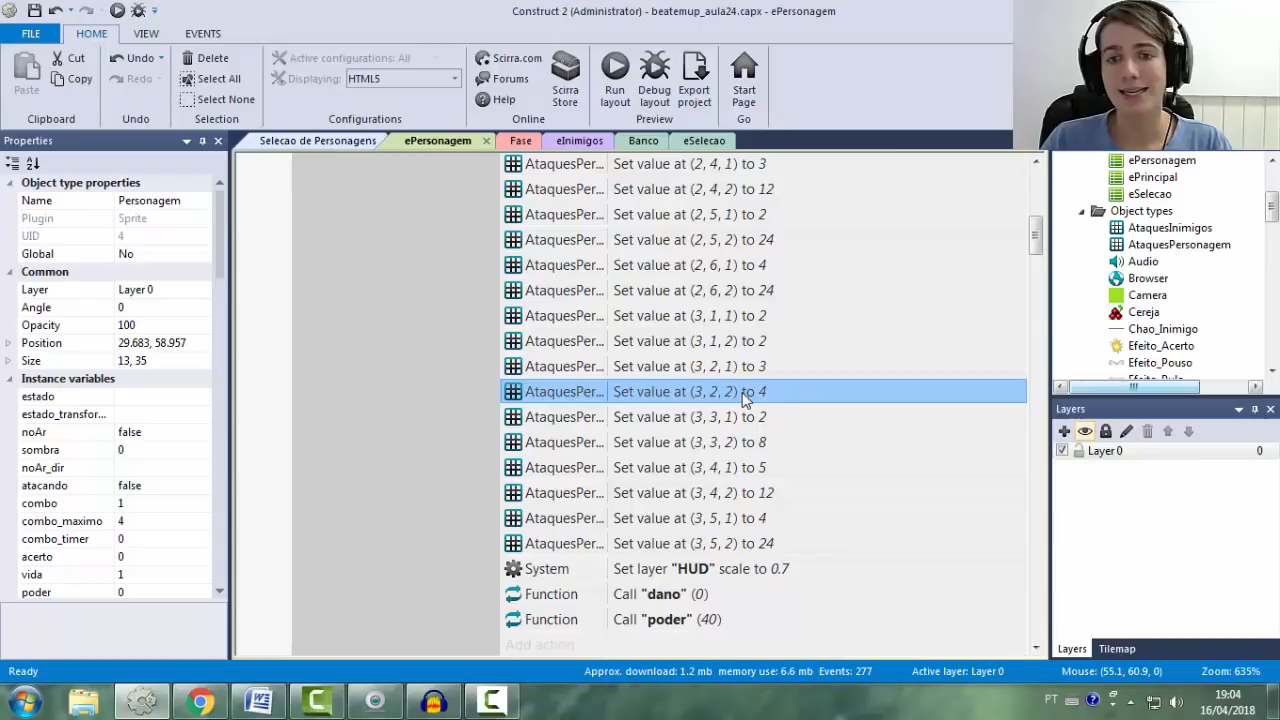 Construct 2 (Administrator) - beatemup_aula24.capx - ePersonagem
FILE
HOME
VIEW
EVENTS
Paste
Cut
Copy
Clipboard
Undo
Redo
Undo
Delete
Select All
Select None
Selection
Active configurations: All
Displaying:
HTML5
Configurations
Scirra.com
Forums
Help
Scirra Store
Online
Run layout
Debug layout
Export project
Preview
Start Page
Go
Properties
Object type properties
Name Personagem
Plugin Sprite
UID 4
Global No
Common
Layer Layer 0
Angle 0
Opacity 100
Position 29.683, 58.957
Size 13, 35
Instance variables
estado
estado_transfor...
noAr false
sombra 0
noAr_dir
atacando false
combo 1
combo_maximo 4
combo_timer 0
acerto 0
vida 1
poder 0
Selecao de Personagens
ePersonagem
Fase
eInimigos
Banco
eSelecao
AtaquesPer... Set value at (2, 4, 1) to 3
AtaquesPer... Set value at (2, 4, 2) to 12
AtaquesPer... Set value at (2, 5, 1) to 2
AtaquesPer... Set value at (2, 5, 2) to 24
AtaquesPer... Set value at (2, 6, 1) to 4
AtaquesPer... Set value at (2, 6, 2) to 24
AtaquesPer... Set value at (3, 1, 1) to 2
AtaquesPer... Set value at (3, 1, 2) to 2
AtaquesPer... Set value at (3, 2, 1) to 3
AtaquesPer... Set value at (3, 2, 2) to 4
AtaquesPer... Set value at (3, 3, 1) to 2
AtaquesPer... Set value at (3, 3, 2) to 8
AtaquesPer... Set value at (3, 4, 1) to 5
AtaquesPer... Set value at (3, 4, 2) to 12
AtaquesPer... Set value at (3, 5, 1) to 4
AtaquesPer... Set value at (3, 5, 2) to 24
System Set layer "HUD" scale to 0.7
Function Call "dano" (0)
Function Call "poder" (40)
Add action
ePersonagem
ePrincipal
eSelecao
Object types
AtaquesInimigos
AtaquesPersonagem
Audio
Browser
Camera
Cereja
Chao_Inimigo
Efeito_Acerto
Efeito_Pouso
Layers
Layer 0 0
Layers
Tilemap
Ready
Approx. download: 1.2 mb memory use: 6.6 mb Events: 277
Active layer: Layer 0
Mouse: (55.1, 60.9, 0)
Zoom: 635%
PT
19:04
16/04/2018